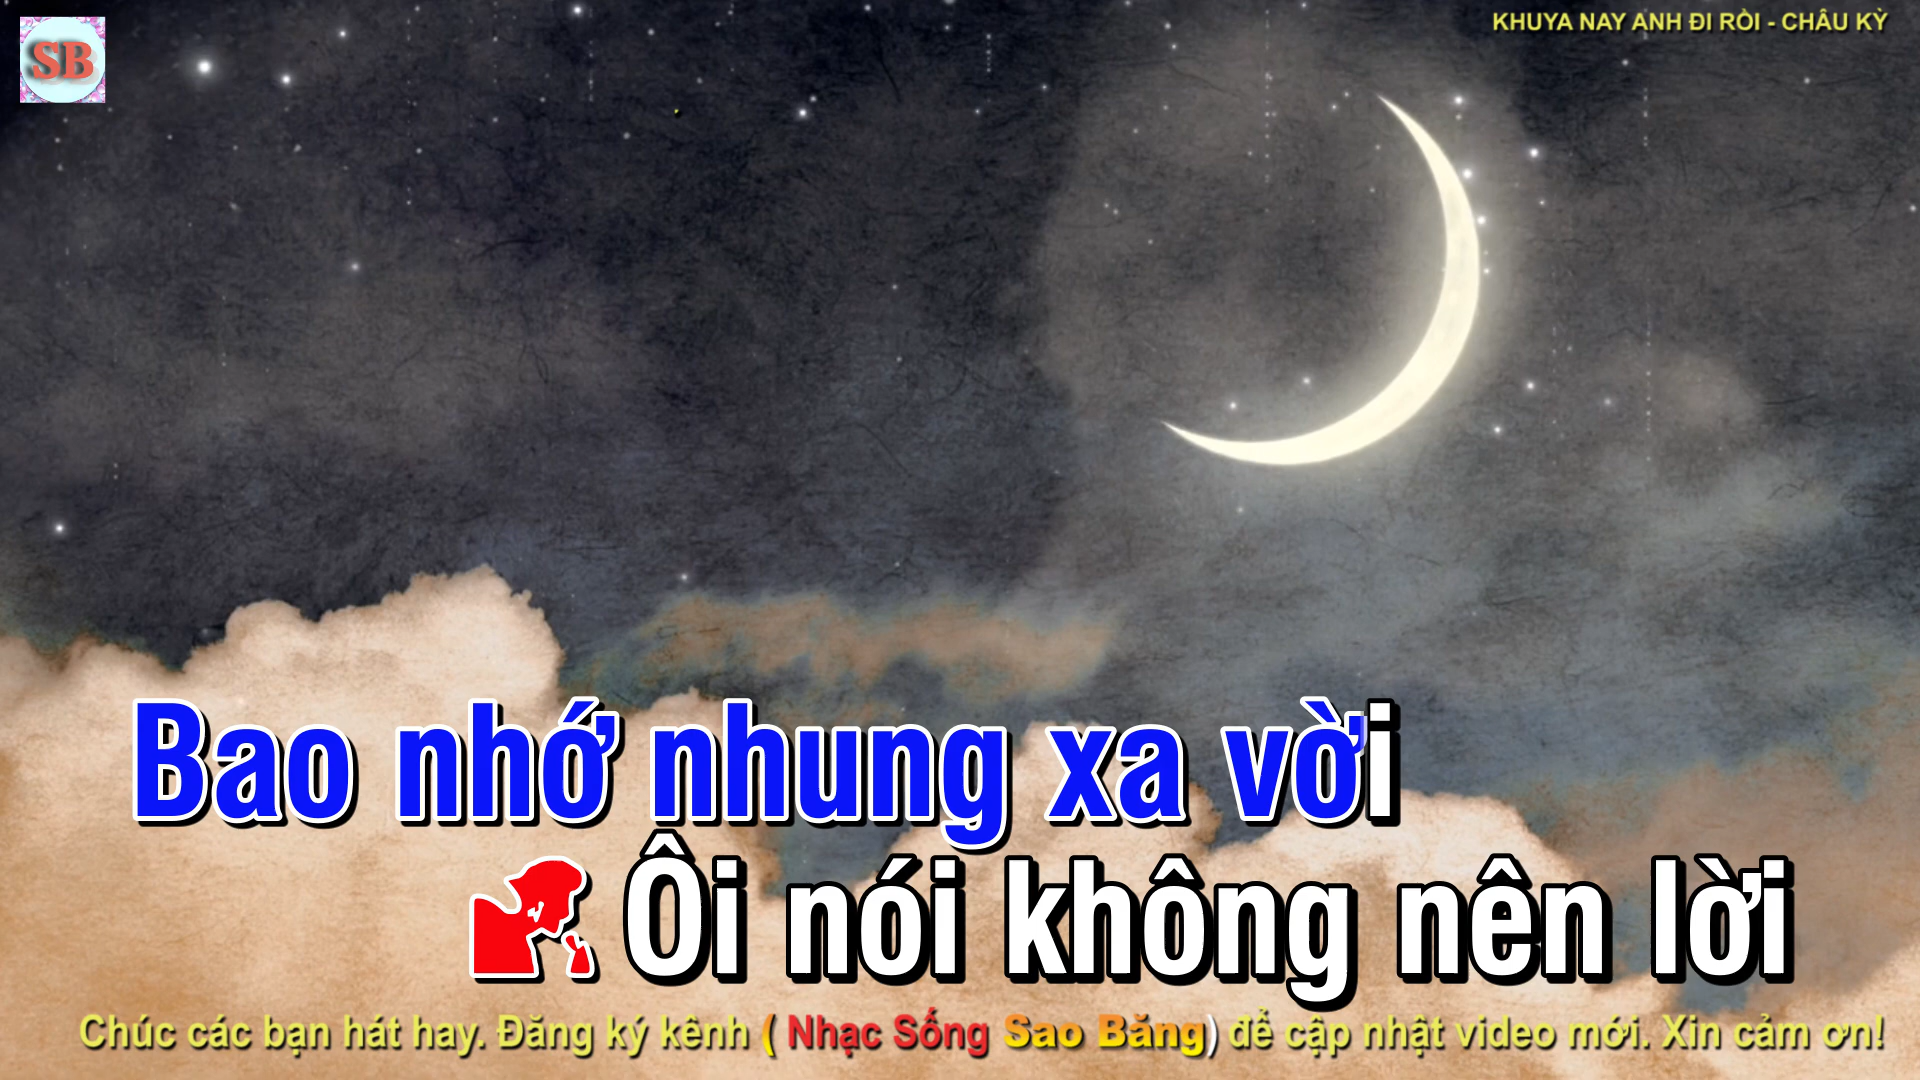 KHUYA NAY ANH ĐI RỒI - CHÂU KỲ
SB
Bao nhớ nhung xa vời
Ôi nói không nên lời
Chúc các bạn hát hay. Đăng ký kênh ( Nhạc Sống Sao Băng) để cập nhật video mới. Xin cảm ơn!